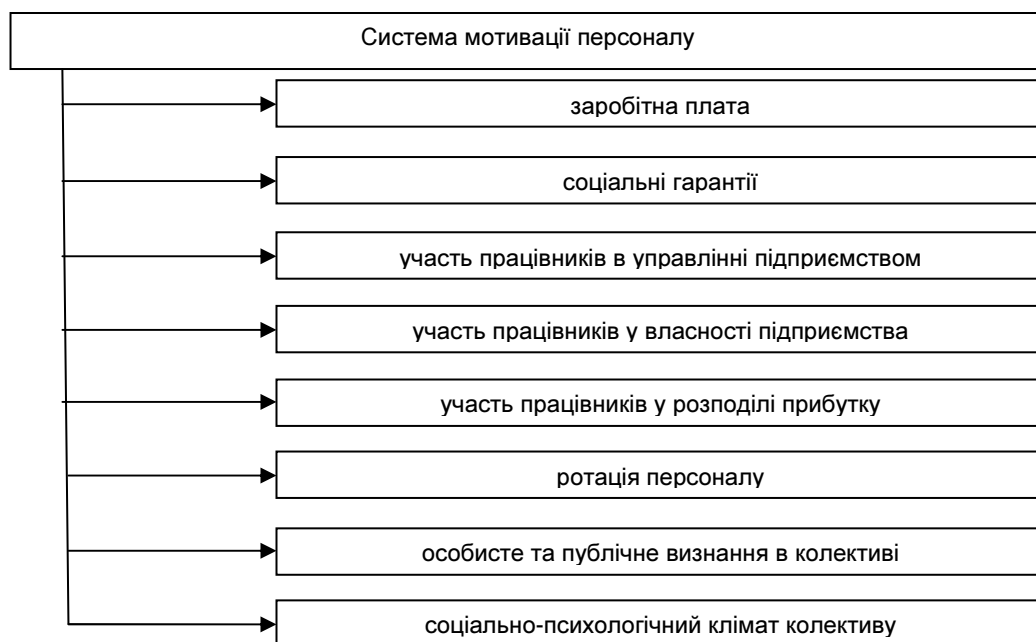 Система мотивації персоналу
заробітна плата
соціальні гарантії
участь працівників в управлінні підприємством
участь працівників у власності підприємства
участь працівників у розподілі прибутку
ротація персоналу
особисте та публічне визнання в колективі
соціально-психологічний клімат колективу